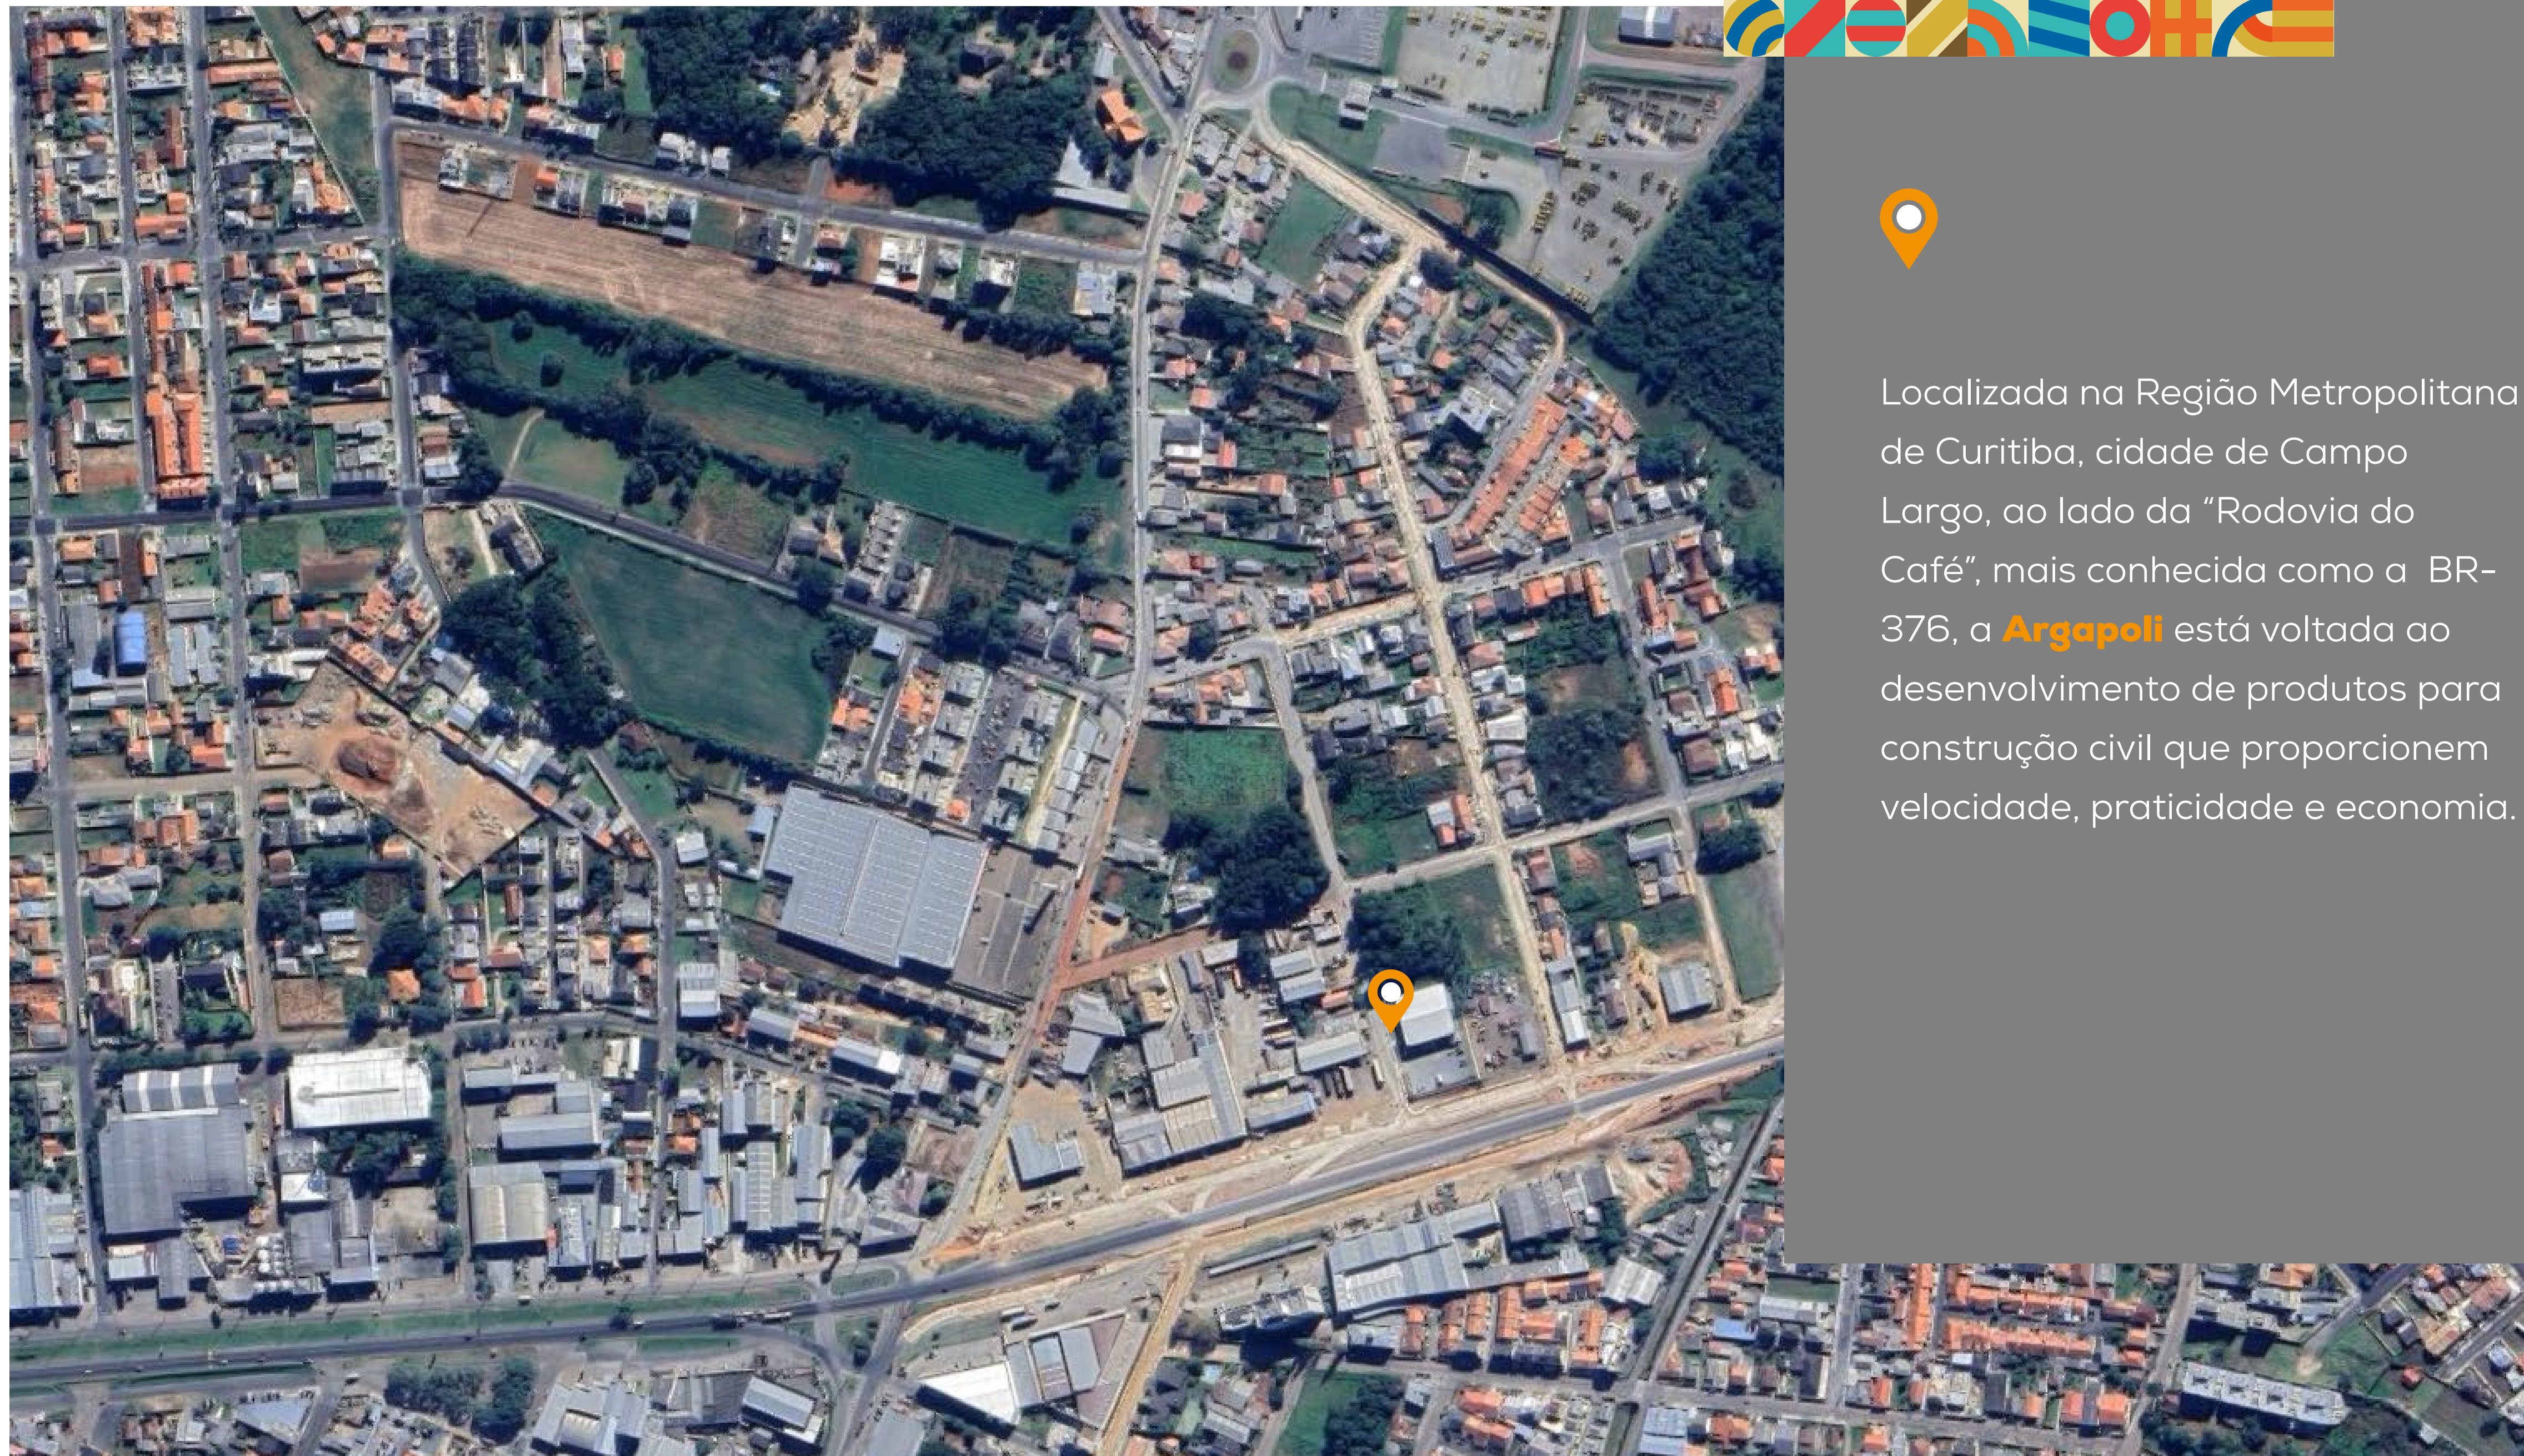 Localizada na Região Metropolitana
de Curitiba, cidade de Campo
Largo, ao lado da “Rodovia do
Café”, mais conhecida como a  BR-
376, a Argapoli está voltada ao
desenvolvimento de produtos para
construção civil que proporcionem
velocidade, praticidade e economia.